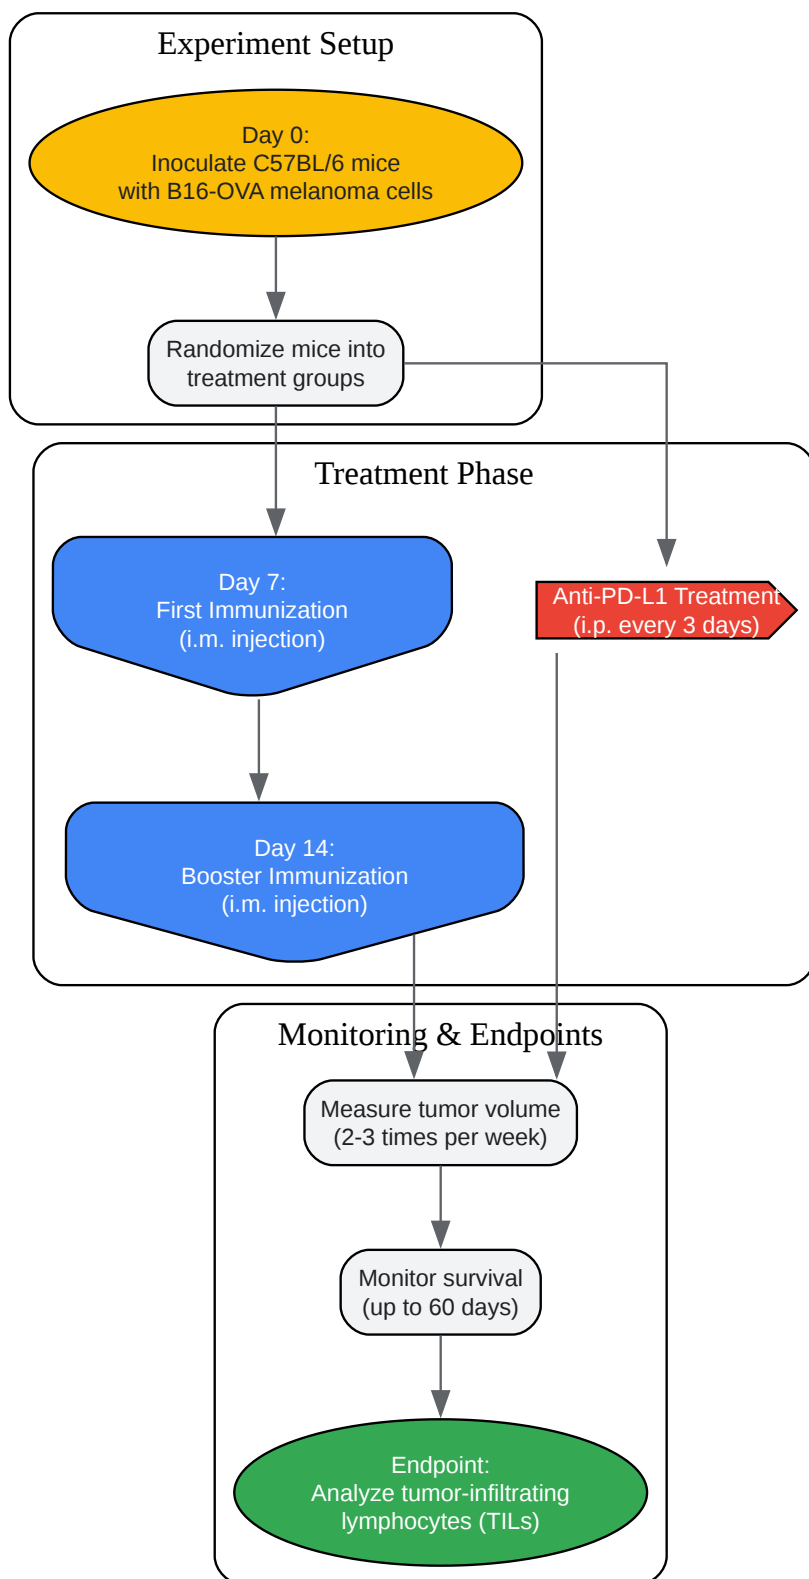 Experiment Setup
Day 0:
Inoculate C57BL/6 mice
with B16-OVA melanoma cells
Randomize mice into
treatment groups
Treatment Phase
Day 7:
First Immunization
(i.m. injection)
Anti-PD-L1 Treatment
(i.p. every 3 days)
Day 14:
Booster Immunization
(i.m. injection)
Monitoring & Endpoints
Measure tumor volume
(2-3 times per week)
Monitor survival
(up to 60 days)
Endpoint:
Analyze tumor-infiltrating
lymphocytes (TILs)